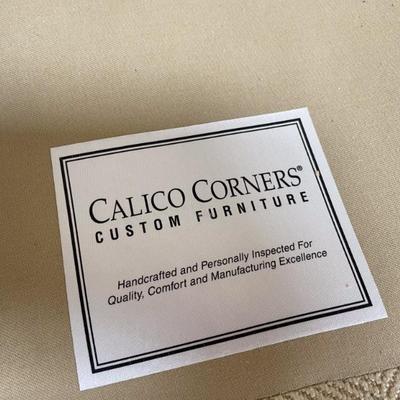 CALICO CORNERS®
CUSTOM FURNITURE
Handcrafted and Personally Inspected For
Quality, Comfort and Manufacturing Excellence